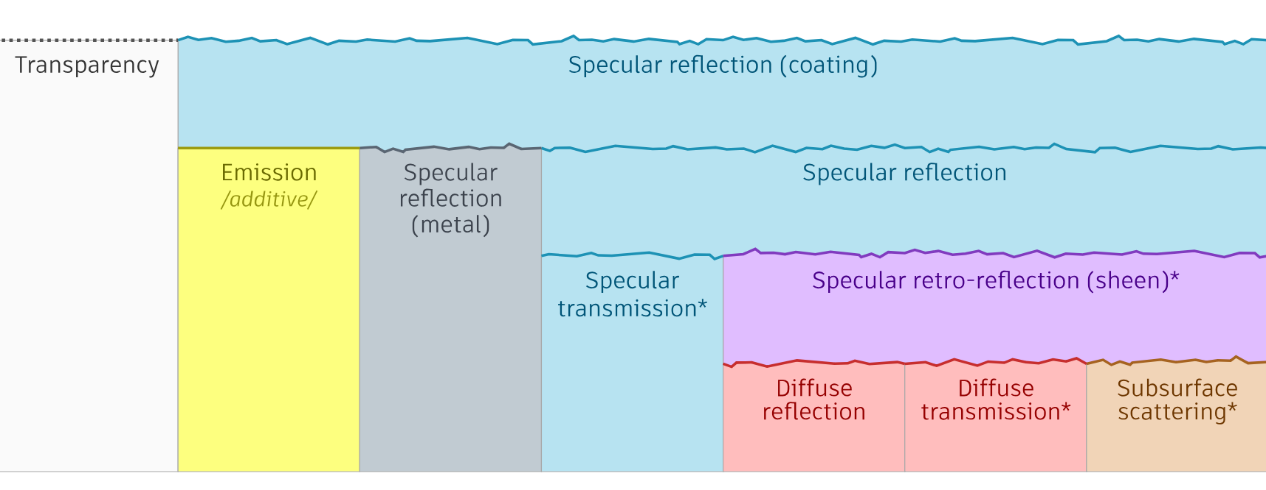 Transparency
Specular reflection (coating)
Emission
/additive/
Specular
reflection
(metal)
Specular reflection
Specular
transmission*
Specular retro-reflection (sheen)*
Diffuse
reflection
Diffuse
transmission*
Subsurface
scattering*